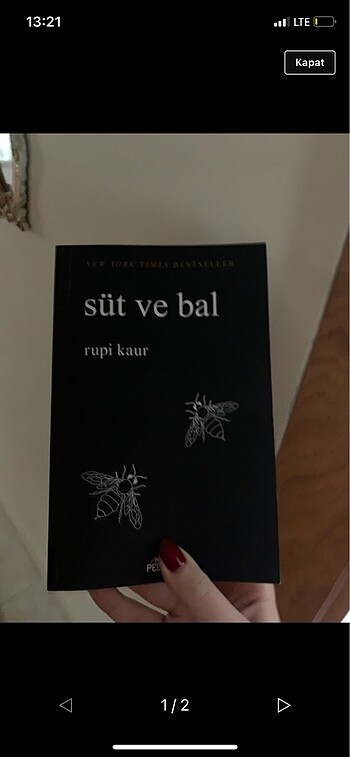 13:21
LTE
Kapat
NEW YORK TIMES BESTSELLER
süt ve bal
rupi kaur
1 / 2